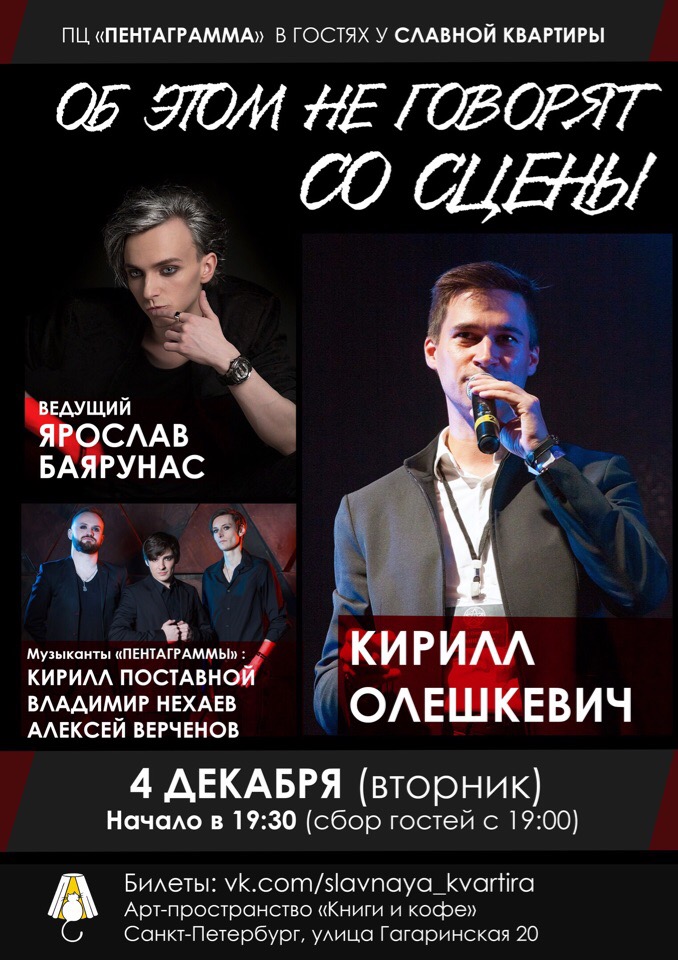 ПЦ «ПЕНТАГРАММА» В ГОСТЯХ У СЛАВНОЙ КВАРТИРЫ
ОБ ЭТОМ НЕ ГОВОРЯТ
СО СЦЕНЫ
ВЕДУЩИЙ
ЯРОСЛАВ
БАЯРУНАС
Музыканты «ПЕНТАГРАММЫ» :
КИРИЛЛ ПОСТАВНОЙ
ВЛАДИМИР НЕХАЕВ
АЛЕКСЕЙ ВЕРЧЕНОВ
КИРИЛЛ
ОЛЕШКЕВИЧ
4 ДЕКАБРЯ (вторник)
Начало в 19:30 (сбор гостей с 19:00)
Билеты: vk.com/slavnaya_kvartira
Арт-пространство «Книги и кофе»
Санкт-Петербург, улица Гагаринская 20